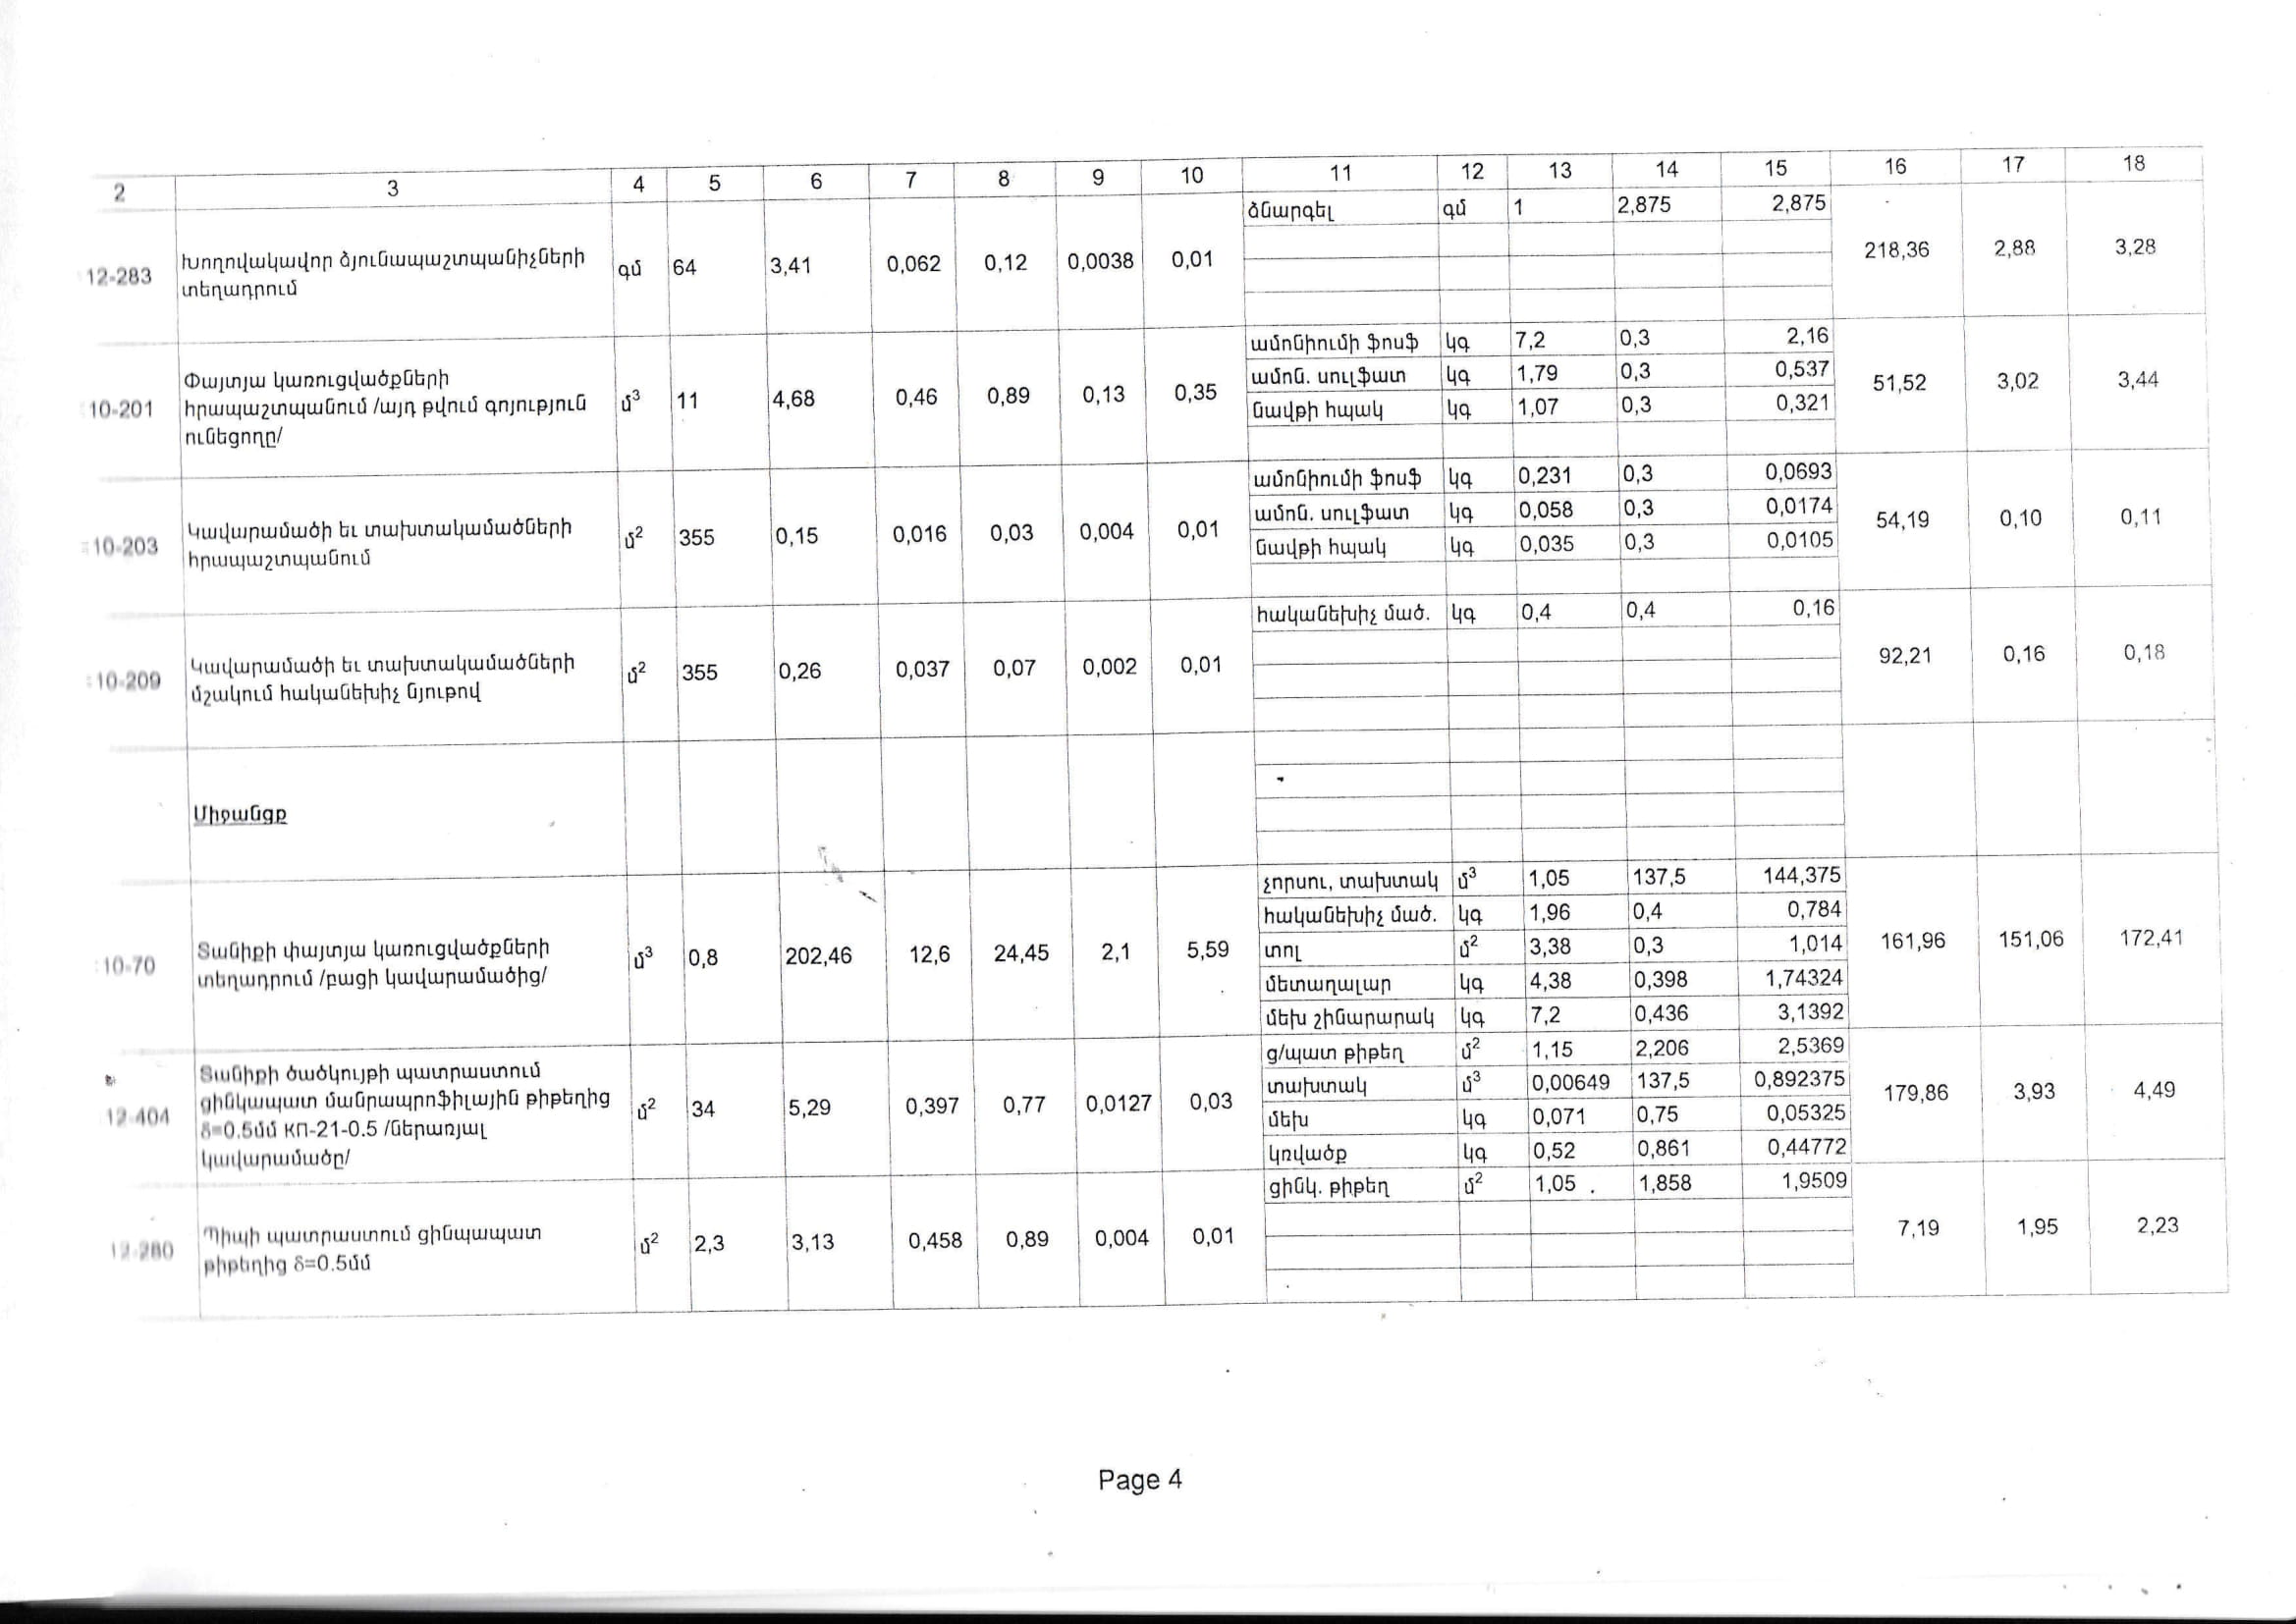 2 3 4 5 6 7 8 9 10 11 12 13 14 15 16 17 18
12-283 Խողովակավոր ձյունապաշտպանիչների
տեղադրում գմ 64 3,41 0,062 0,12 0,0038 0,01 218,36 2,88 3,28
ձնարգել գմ 1 2,875 2,875
10-201 Փայտյա կառուցվածքների
հրապաշտպանում /այդ թվում գոյություն
ունեցողը/ մ³ 11 4,68 0,46 0,89 0,13 0,35 51,52 3,02 3,44
ամոնիումի ֆոսֆ կգ 7,2 0,3 2,16
ամոն. սուլֆատ կգ 1,79 0,3 0,537
նավթի հպակ կգ 1,07 0,3 0,321
10-203 Կավարամածի եւ տախտակամածների
հրապաշտպանում մ² 355 0,15 0,016 0,03 0,004 0,01 54,19 0,10 0,11
ամոնիումի ֆոսֆ կգ 0,231 0,3 0,0693
ամոն. սուլֆատ կգ 0,058 0,3 0,0174
նավթի հպակ կգ 0,035 0,3 0,0105
10-209 Կավարամածի եւ տախտակամածների
մշակում հականեխիչ նյութով մ² 355 0,26 0,037 0,07 0,002 0,01 92,21 0,16 0,18
հականեխիչ մած. կգ 0,4 0,4 0,16
Միջանցք
10-70 Տանիքի փայտյա կառուցվածքների
տեղադրում /բացի կավարամածից/ մ³ 0,8 202,46 12,6 24,45 2,1 5,59 161,96 151,06 172,41
չորսու, տախտակ մ³ 1,05 137,5 144,375
հականեխիչ մած. կգ 1,96 0,4 0,784
տոլ մ² 3,38 0,3 1,014
մետաղալար կգ 4,38 0,398 1,74324
մեխ շինարարակ կգ 7,2 0,436 3,1392
12-404 Տանիքի ծածկույթի պատրաստում
ցինկապատ մանրապրոֆիլային թիթեղից
δ=0.5մմ КП-21-0.5 /ներառյալ
կավարամածը/ մ² 34 5,29 0,397 0,77 0,0127 0,03 179,86 3,93 4,49
ց/պատ թիթեղ մ² 1,15 2,206 2,5369
տախտակ մ³ 0,00649 137,5 0,892375
մեխ կգ 0,071 0,75 0,05325
կռվածք կգ 0,52 0,861 0,44772
12-280 Պիպի պատրաստում ցինպապատ
թիթեղից δ=0.5մմ մ² 2,3 3,13 0,458 0,89 0,004 0,01 7,19 1,95 2,23
ցինկ. թիթեղ մ² 1,05 . 1,858 1,9509
Page 4